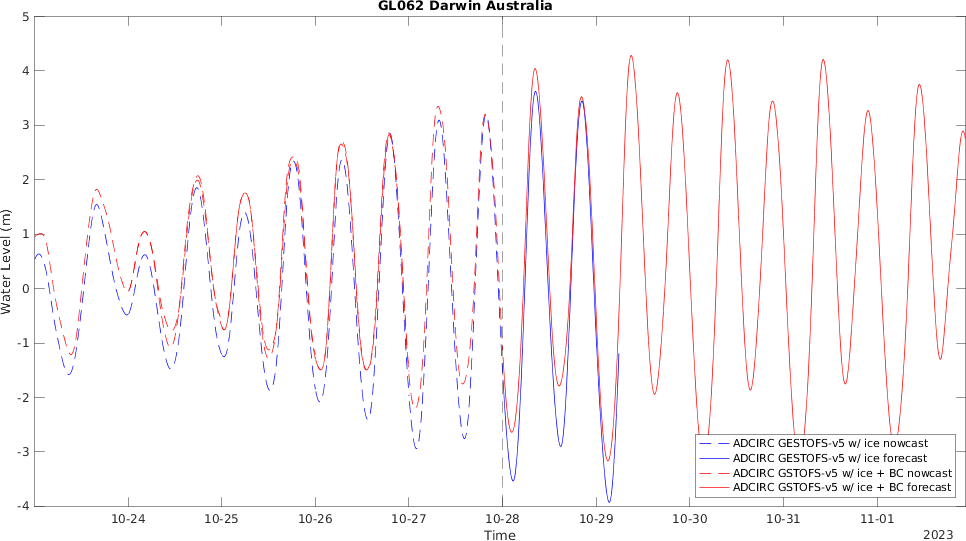 GL062 Darwin Australia
5
4
3
2
1
0
-1
-2
-3
-4
Water Level (m)
10-24 10-25 10-26 10-27 10-28 10-29 10-30 10-31 11-01
Time
2023
ADCIRC GESTOFS-v5 w/ ice nowcast
ADCIRC GESTOFS-v5 w/ ice forecast
ADCIRC GSTOFS-v5 w/ ice + BC nowcast
ADCIRC GSTOFS-v5 w/ ice + BC forecast